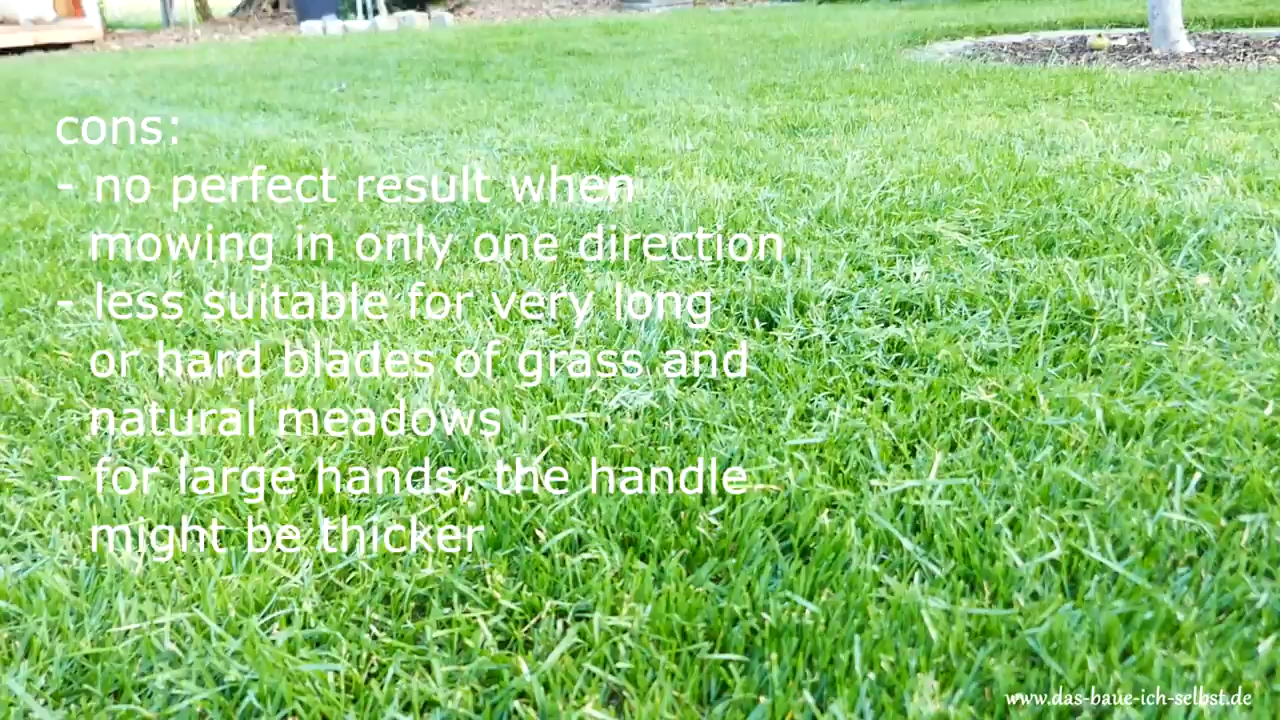 cons:
- no perfect result when
mowing in only one direction
- less suitable for very long
or hard blades of grass and
natural meadows
- for large hands, the handle
might be thicker
www.das-baue-ich-selbst.de